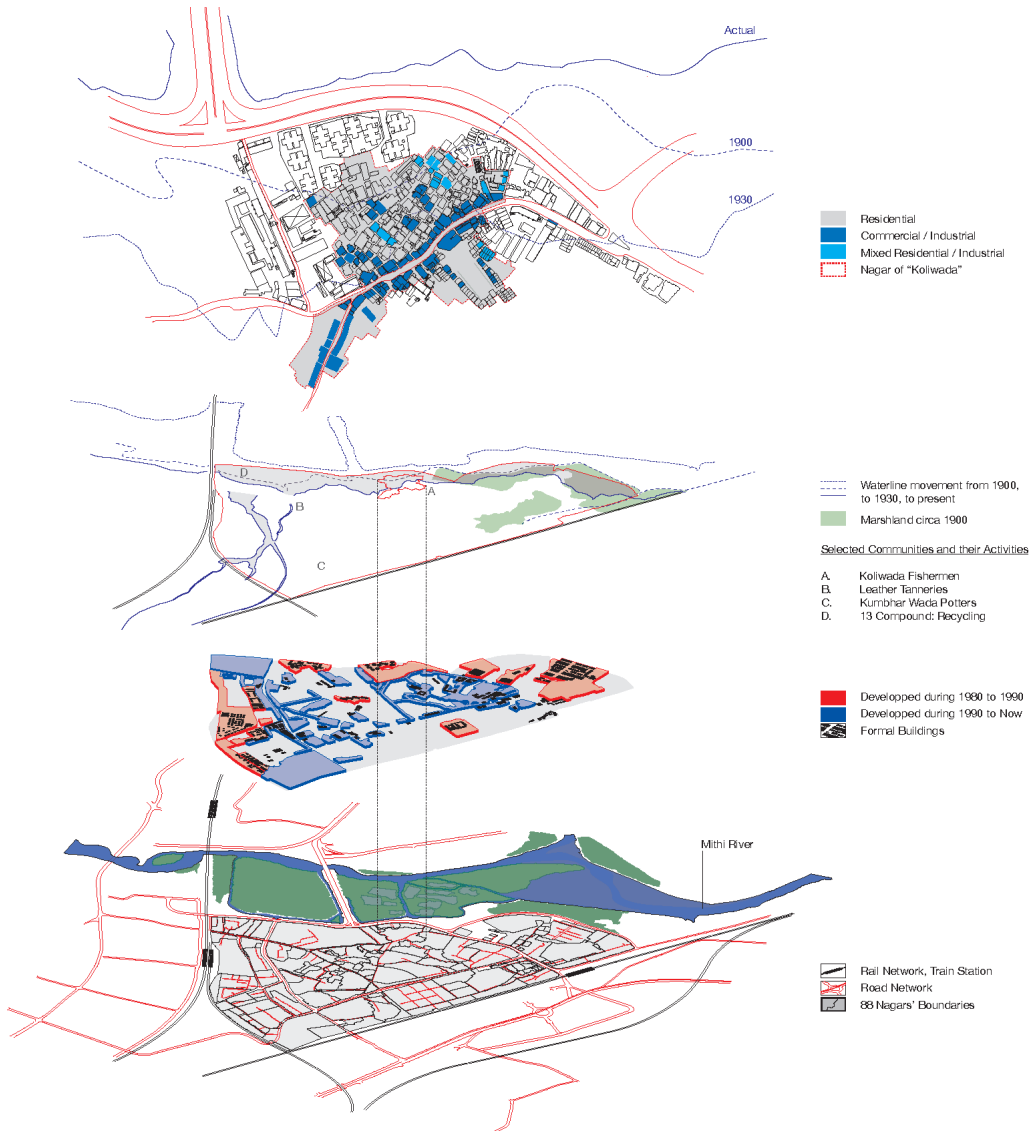 Actual
1900
1930
Residential
Commercial / Industrial
Mixed Residential / Industrial
Nagar of “Koliwada”
D
B
A
C
Waterline movement from 1900,
to 1930, to present
Marshland circa 1900
Selected Communities and their Activities
A. Koliwada Fishermen
B. Leather Tanneries
C. Kumbhar Wada Potters
D. 13 Compound: Recycling
Developped during 1980 to 1990
Developped during 1990 to Now
Formal Buildings
Mithi River
Rail Network, Train Station
Road Network
88 Nagars’ Boundaries